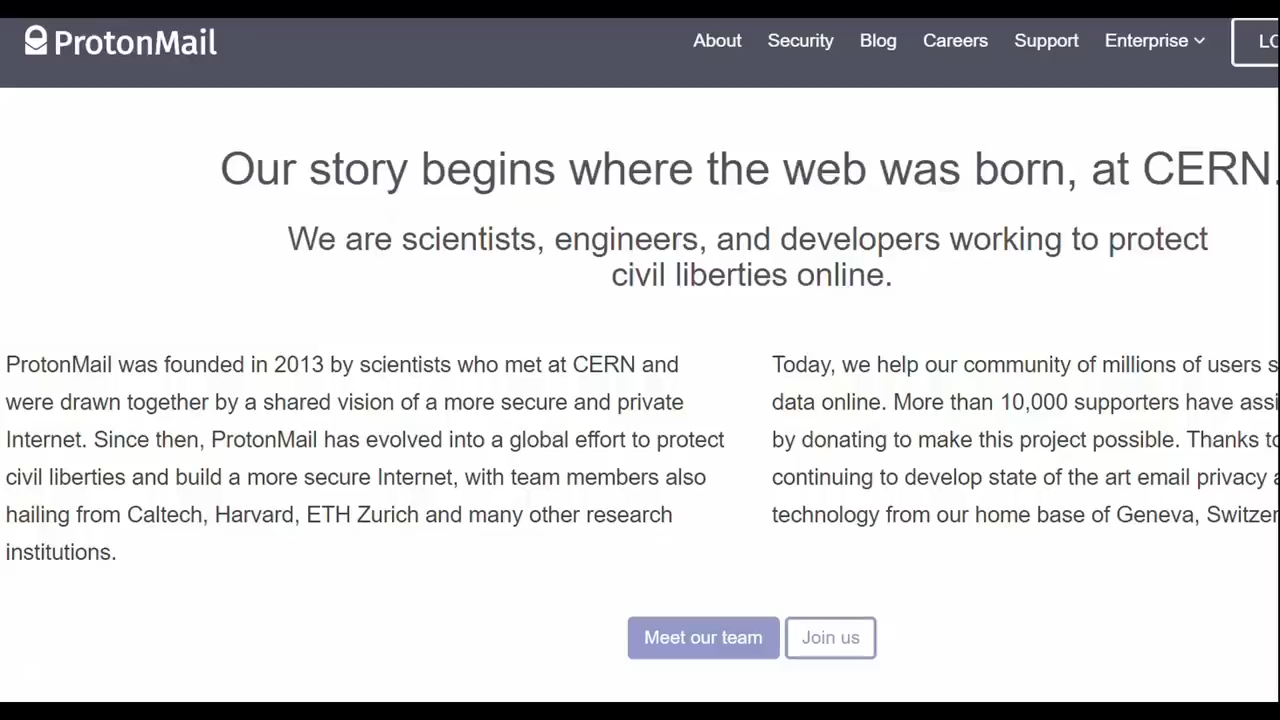 ProtonMail
About Security Blog Careers Support Enterprise
Our story begins where the web was born, at CERN.
We are scientists, engineers, and developers working to protect
civil liberties online.
ProtonMail was founded in 2013 by scientists who met at CERN and
were drawn together by a shared vision of a more secure and private
Internet. Since then, ProtonMail has evolved into a global effort to protect
civil liberties and build a more secure Internet, with team members also
hailing from Caltech, Harvard, ETH Zurich and many other research
institutions.
Today, we help our community of millions of users
data online. More than 10,000 supporters have
by donating to make this project possible. Thanks
continuing to develop state of the art email privacy
technology from our home base of Geneva,
Meet our team
Join us